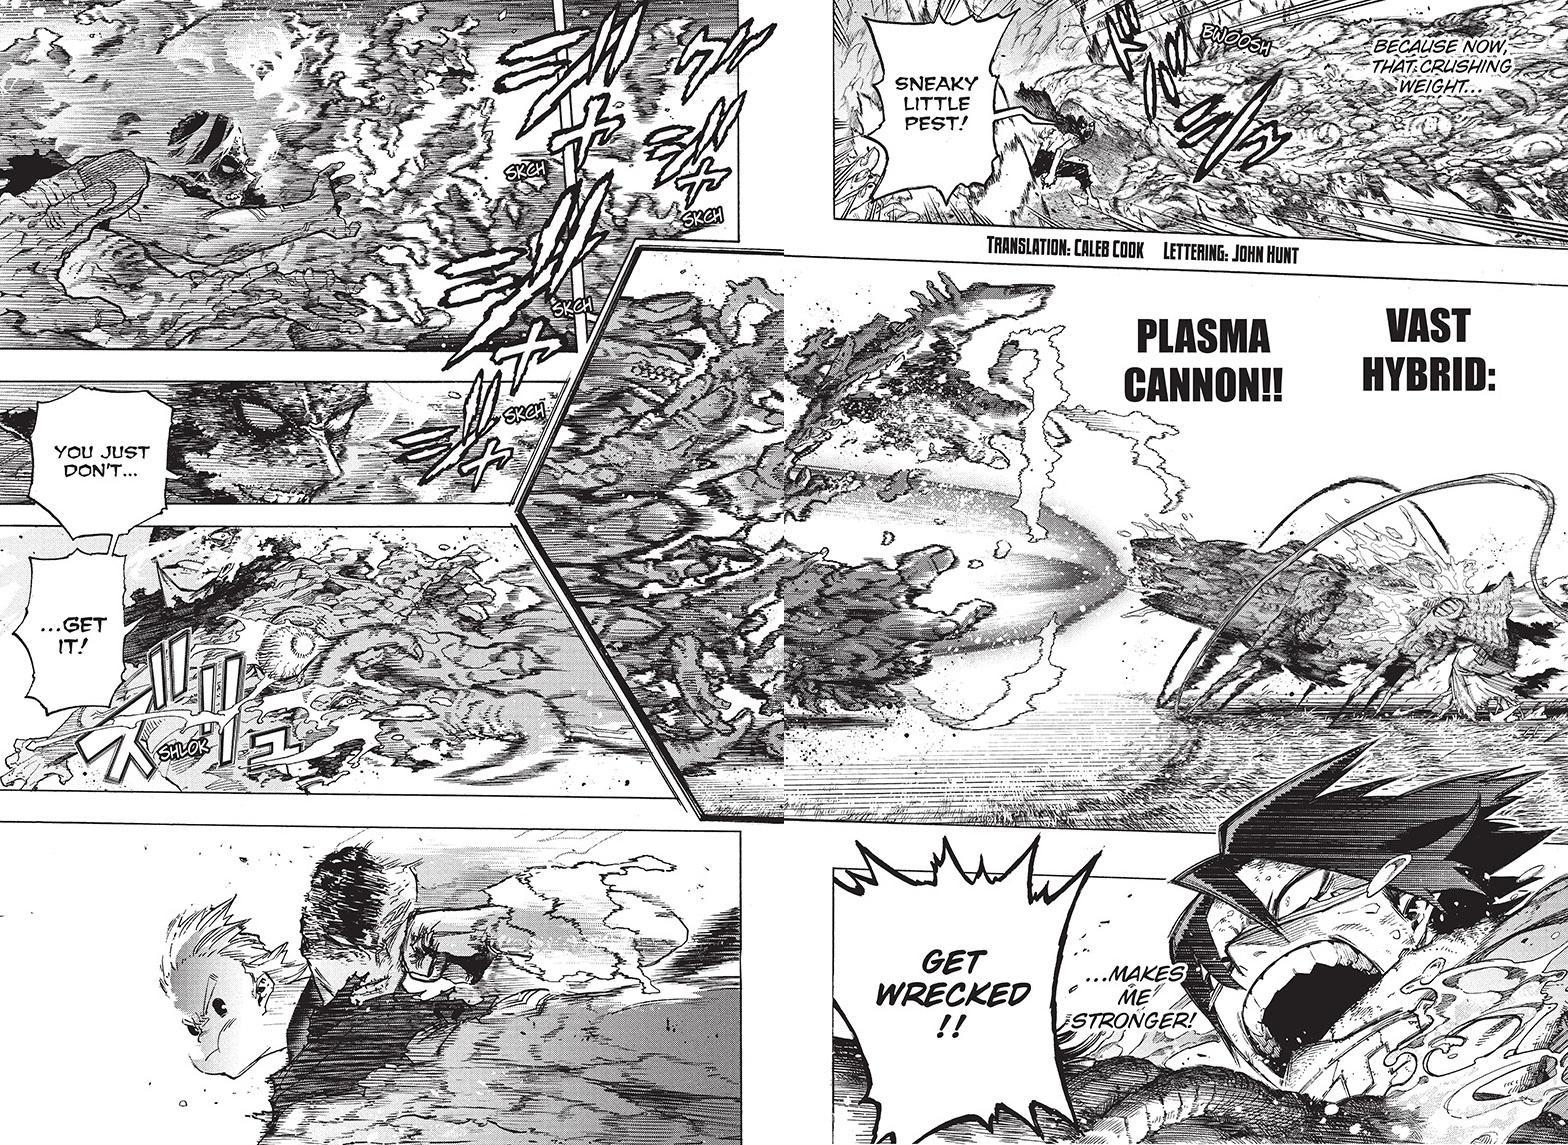 BECAUSE NOW,
THAT CRUSHING
WEIGHT...
BWOOSH
SNEAKY
LITTLE
PEST!
TRANSLATION: CALEB COOK LETTERING: JOHN HUNT
VAST
HYBRID:
PLASMA
CANNON!!
...MAKES
ME
STRONGER!
GET
WRECKED
!!
SKCH
SKCH
SKCH
SKCH
YOU JUST
DON'T...
...GET
IT!
SHLOK